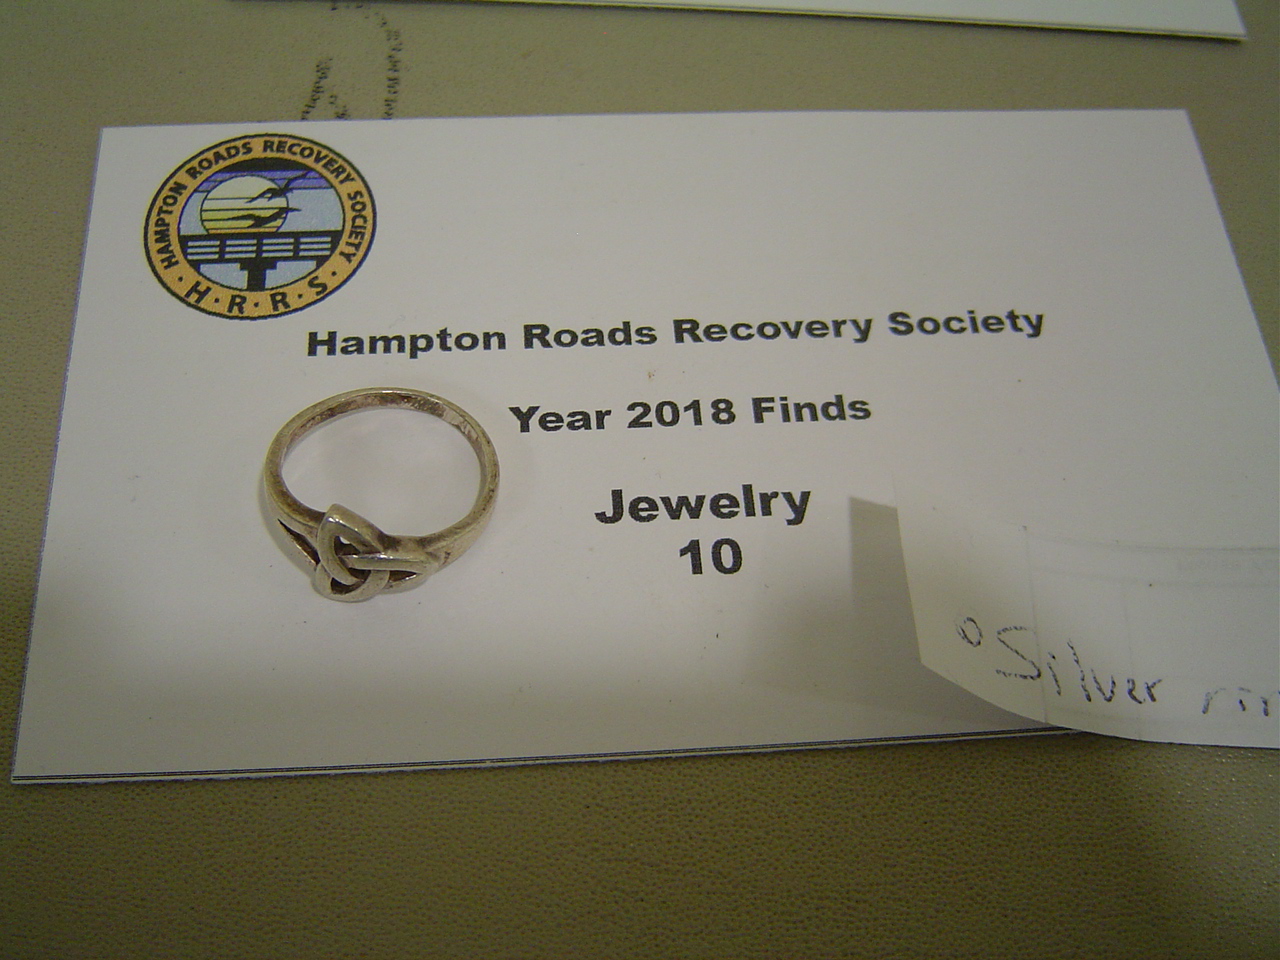 HAMPTON ROADS RECOVERY SOCIETY
· H · R · R · S ·
Hampton Roads Recovery Society
Year 2018 Finds
Jewelry
10
Silver